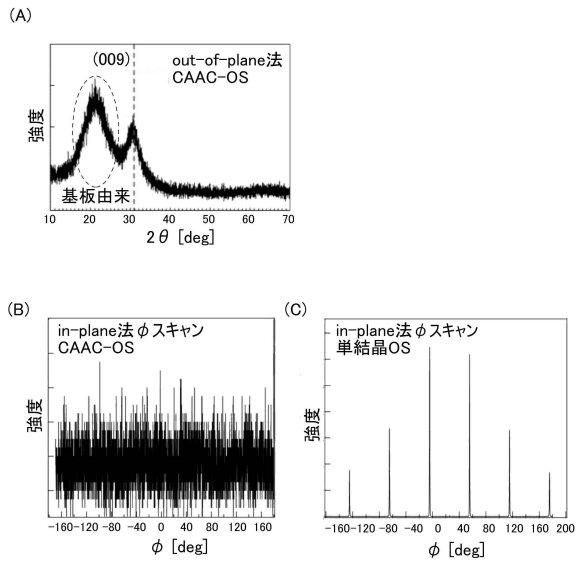 (A)
(009)
out-of-plane法
CAAC-OS
強度
基板由来
10 20 30 40 50 60 70
2θ [deg]
(B)
in-plane法φスキャン
CAAC-OS
強度
-160 -120 -80 -40 0 40 80 120 160
φ [deg]
(C)
in-plane法φスキャン
単結晶OS
強度
-160 -120 -80 -40 0 40 80 120 160 200
φ [deg]